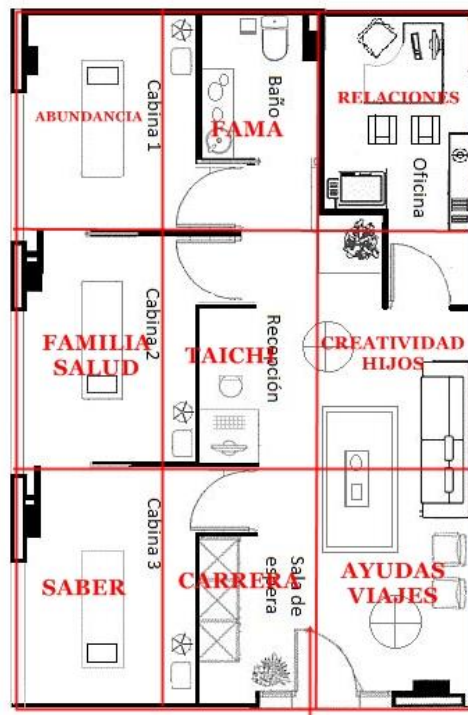 Cabina 1
Baño
Oficina
ABUNDANCIA
FAMA
RELACIONES
Cabina 2
Recepción
FAMILIA
SALUD
TAICHI
CREATIVIDAD
HIJOS
Cabina 3
Sala de
espera
SABER
CARRERA
AYUDAS
VIAJES